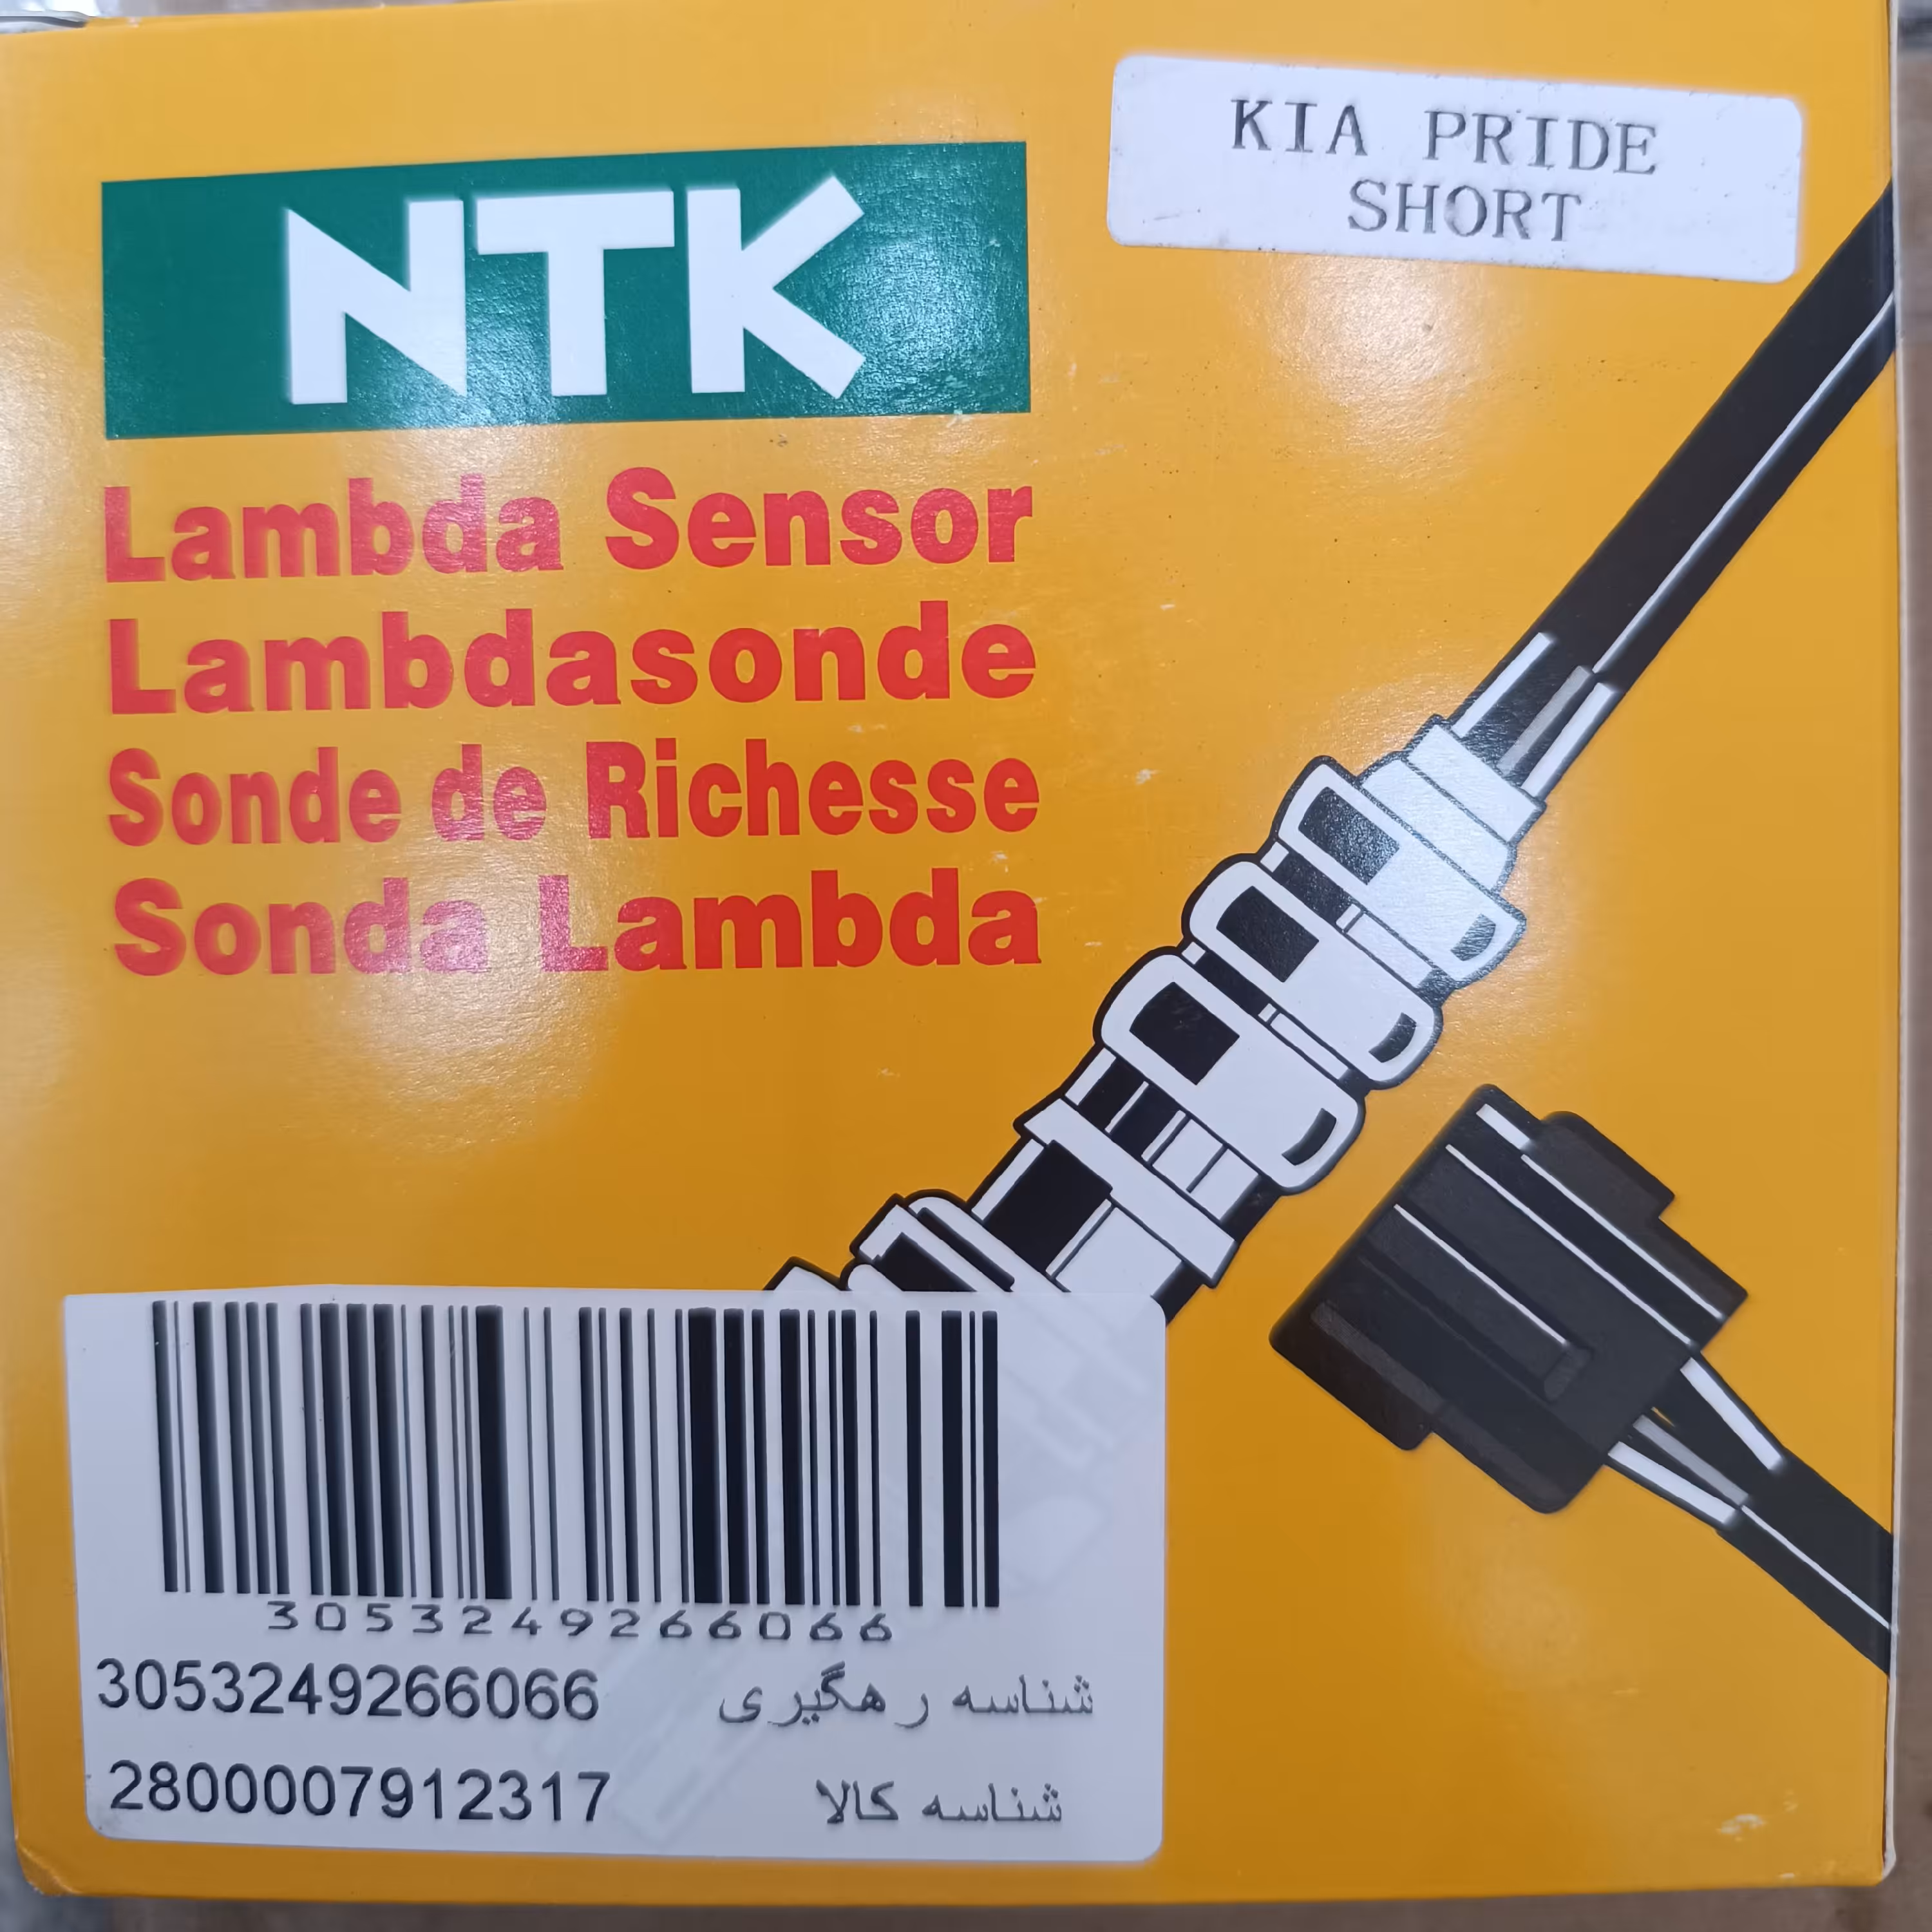 KIA PRIDE
SHORT
NTK
Lambda Sensor
Lambdasonde
Sonde de Richesse
Sonda Lambda
3053249266066
شناسه رهگیری 3053249266066
شناسه کالا 2800007912317